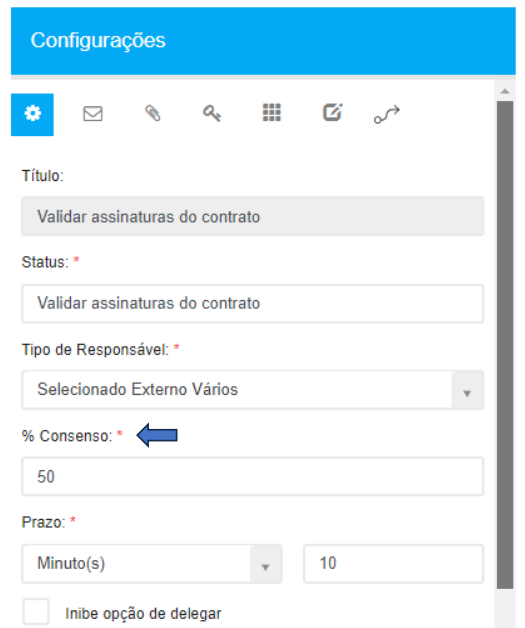 Configurações
Título:
Validar assinaturas do contrato
Status: *
Validar assinaturas do contrato
Tipo de Responsável: *
Selecionado Externo Vários
% Consenso: *
50
Prazo: *
Minuto(s) 10
Inibe opção de delegar